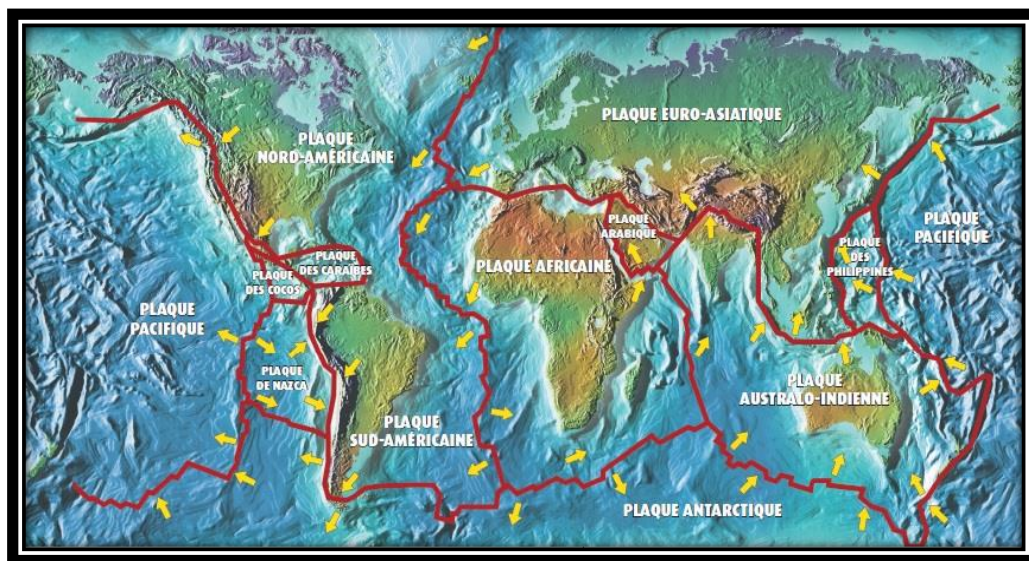 PLAQUE
NORD-AMÉRICAINE
PLAQUE EURO-ASIATIQUE
PLAQUE
ARABIQUE
PLAQUE
PACIFIQUE
PLAQUE
DES CARAÏBES
PLAQUE
DES COCOS
PLAQUE AFRICAINE
PLAQUE
DES
PHILIPPINES
PLAQUE
PACIFIQUE
PLAQUE
DE NAZCA
PLAQUE
AUSTRALO-INDIENNE
PLAQUE
SUD-AMÉRICAINE
PLAQUE ANTARCTIQUE